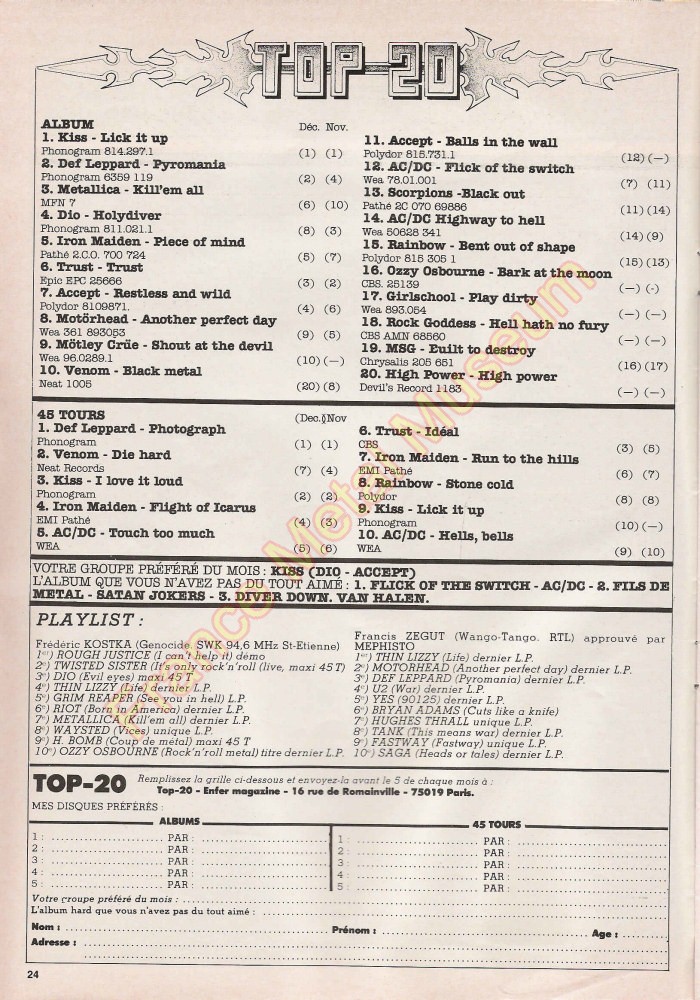 TOP-20
ALBUM
Déc. Nov.
1. Kiss - Lick it up
Phonogram 814.297.1 (1) (1)
2. Def Leppard - Pyromania
Phonogram 6359 119 (2) (4)
3. Metallica - Kill'em all
MFN 7 (6) (10)
4. Dio - Holydiver
Phonogram 811.021.1 (8) (3)
5. Iron Maiden - Piece of mind
Pathé 2.C.O. 700 724 (5) (7)
6. Trust - Trust
Epic EPC 25666 (3) (2)
7. Accept - Restless and wild
Polydor 8109871. (4) (6)
8. Motörhead - Another perfect day
Wea 361 893053 (9) (5)
9. Mötley Crüe - Shout at the devil
Wea 96.0289.1 (10) (—)
10. Venom - Black metal
Neat 1005 (20) (8)
11. Accept - Balls in the wall
Polydor 815.731.1 (12) (—)
12. AC/DC - Flick of the switch
Wea 78.01.001 (7) (11)
13. Scorpions -Black out
Pathé 2C 070 69886 (11) (14)
14. AC/DC Highway to hell
Wea 50628 341 (14) (9)
15. Rainbow - Bent out of shape
Polydor 815 305 1 (15) (13)
16. Ozzy Osbourne - Bark at the moon
CBS. 25139 (—) (-)
17. Girlschool - Play dirty
Wea 893.054 (—) (—)
18. Rock Goddess - Hell hath no fury
CBS AMN 68560 (—) (—)
19. MSG - Euilt to destroy
Chrysalis 205 651 (16) (17)
20. High Power - High power
Devil's Record 1183 (—) (—)
45 TOURS
(Dec.)(Nov
1. Def Leppard - Photograph
Phonogram (1) (1)
2. Venom - Die hard
Neat Records (7) (4)
3. Kiss - I love it loud
Phonogram (2) (2)
4. Iron Maiden - Flight of Icarus
EMI Pathé (4) (3)
5. AC/DC - Touch too much
WEA (5) (6)
6. Trust - Idéal
CBS (3) (5)
7. Iron Maiden - Run to the hills
EMI Pathé (6) (7)
8. Rainbow - Stone cold
Polydor (8) (8)
9. Kiss - Lick it up
Phonogram (10) (—)
10. AC/DC - Hells, bells
WEA (9) (10)
VOTRE GROUPE PRÉFÉRÉ DU MOIS : KISS (DIO - ACCEPT)
L'ALBUM QUE VOUS N'AVEZ PAS DU TOUT AIMÉ : 1. FLICK OF THE SWITCH - AC/DC - 2. FILS DE
METAL - SATAN JOKERS - 3. DIVER DOWN. VAN HALEN.
PLAYLIST :
Frédéric KOSTKA (Genocide. SWK 94,6 MHz St-Etienne)
1er) ROUGH JUSTICE (I can't help it) démo
2e) TWISTED SISTER (It's only rock'n'roll (live, maxi 45 T)
3e) DIO (Evil eyes) maxi 45 T
4e) THIN LIZZY (Life) dernier L.P.
5e) GRIM REAPER (See you in hell) L.P.
6e) RIOT (Born in America) dernier L.P.
7e) METALLICA (Kill'em all) dernier L.P.
8e) WAYSTED (Vices) unique L.P.
9e) H. BOMB (Coup de métal) maxi 45 T
10e) OZZY OSBOURNE (Rock'n'roll metal) titre dernier L.P.
Francis ZEGUT (Wango-Tango. RTL) approuvé par
MEPHISTO
1er) THIN LIZZY (Life) dernier L.P.
2e) MOTORHEAD (Another perfect day) dernier L.P.
3e) DEF LEPPARD (Pyromania) dernier L.P.
4e) U2 (War) dernier L.P.
5e) YES (90125) dernier L.P.
6e) BRYAN ADAMS (Cuts like a knife)
7e) HUGHES THRALL unique L.P.
8e) TANK (This means war) dernier L.P.
9e) FASTWAY (Fastway) unique L.P.
10e) SAGA (Heads or tales) dernier L.P.
TOP-20 Remplissez la grille ci-dessous et envoyez-la avant le 5 de chaque mois à :
Top-20 - Enfer magazine - 16 rue de Romainville - 75019 Paris.
MES DISQUES PRÉFÉRÉS :
ALBUMS
1 : PAR :
2 : PAR :
3 : PAR :
4 : PAR :
5 : PAR :
45 TOURS
1 : PAR :
2 : PAR :
3 : PAR :
4 : PAR :
5 : PAR :
Votre groupe préféré du mois :
L'album hard que vous n'avez pas du tout aimé :
Nom : Prénom : Age :
Adresse :
24
France Metal Museum